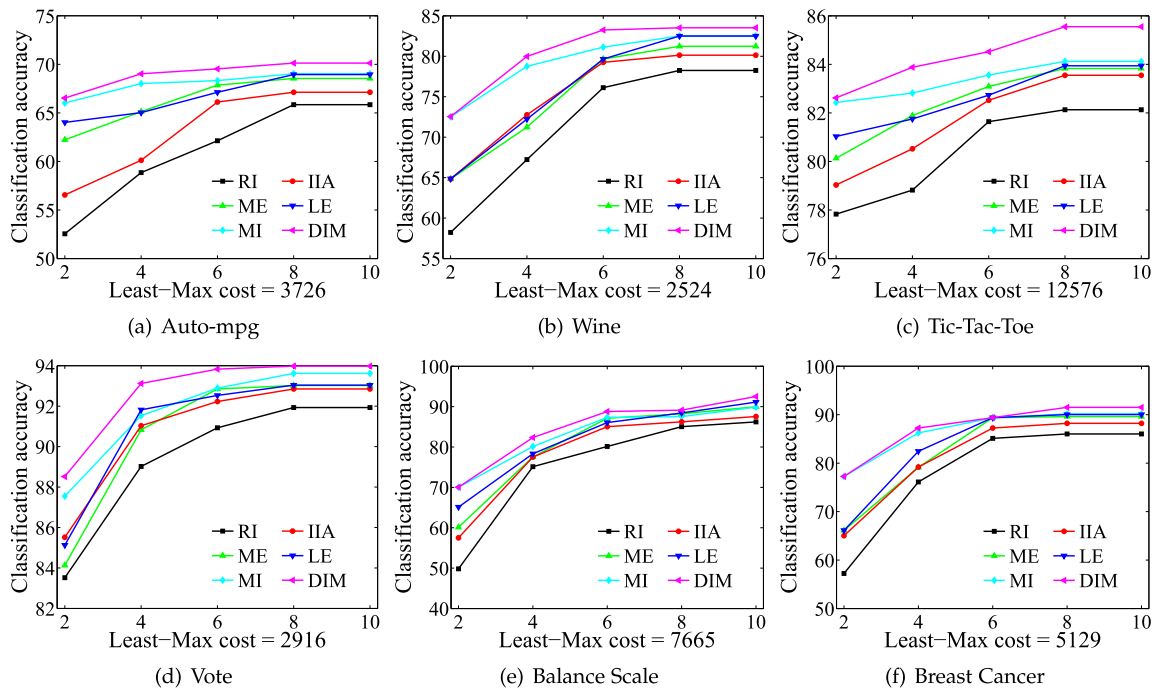 Classification accuracy
75
70
65
60
55
50
RI IIA
ME LE
MI DIM
2 4 6 8 10
Least−Max cost = 3726
(a) Auto-mpg
Classification accuracy
85
80
75
70
65
60
55
RI IIA
ME LE
MI DIM
2 4 6 8 10
Least−Max cost = 2524
(b) Wine
Classification accuracy
86
84
82
80
78
76
RI IIA
ME LE
MI DIM
2 4 6 8 10
Least−Max cost = 12576
(c) Tic-Tac-Toe
Classification accuracy
94
92
90
88
86
84
82
RI IIA
ME LE
MI DIM
2 4 6 8 10
Least−Max cost = 2916
(d) Vote
Classification accuracy
100
90
80
70
60
50
40
RI IIA
ME LE
MI DIM
2 4 6 8 10
Least−Max cost = 7665
(e) Balance Scale
Classification accuracy
100
90
80
70
60
50
RI IIA
ME LE
MI DIM
2 4 6 8 10
Least−Max cost = 5129
(f) Breast Cancer